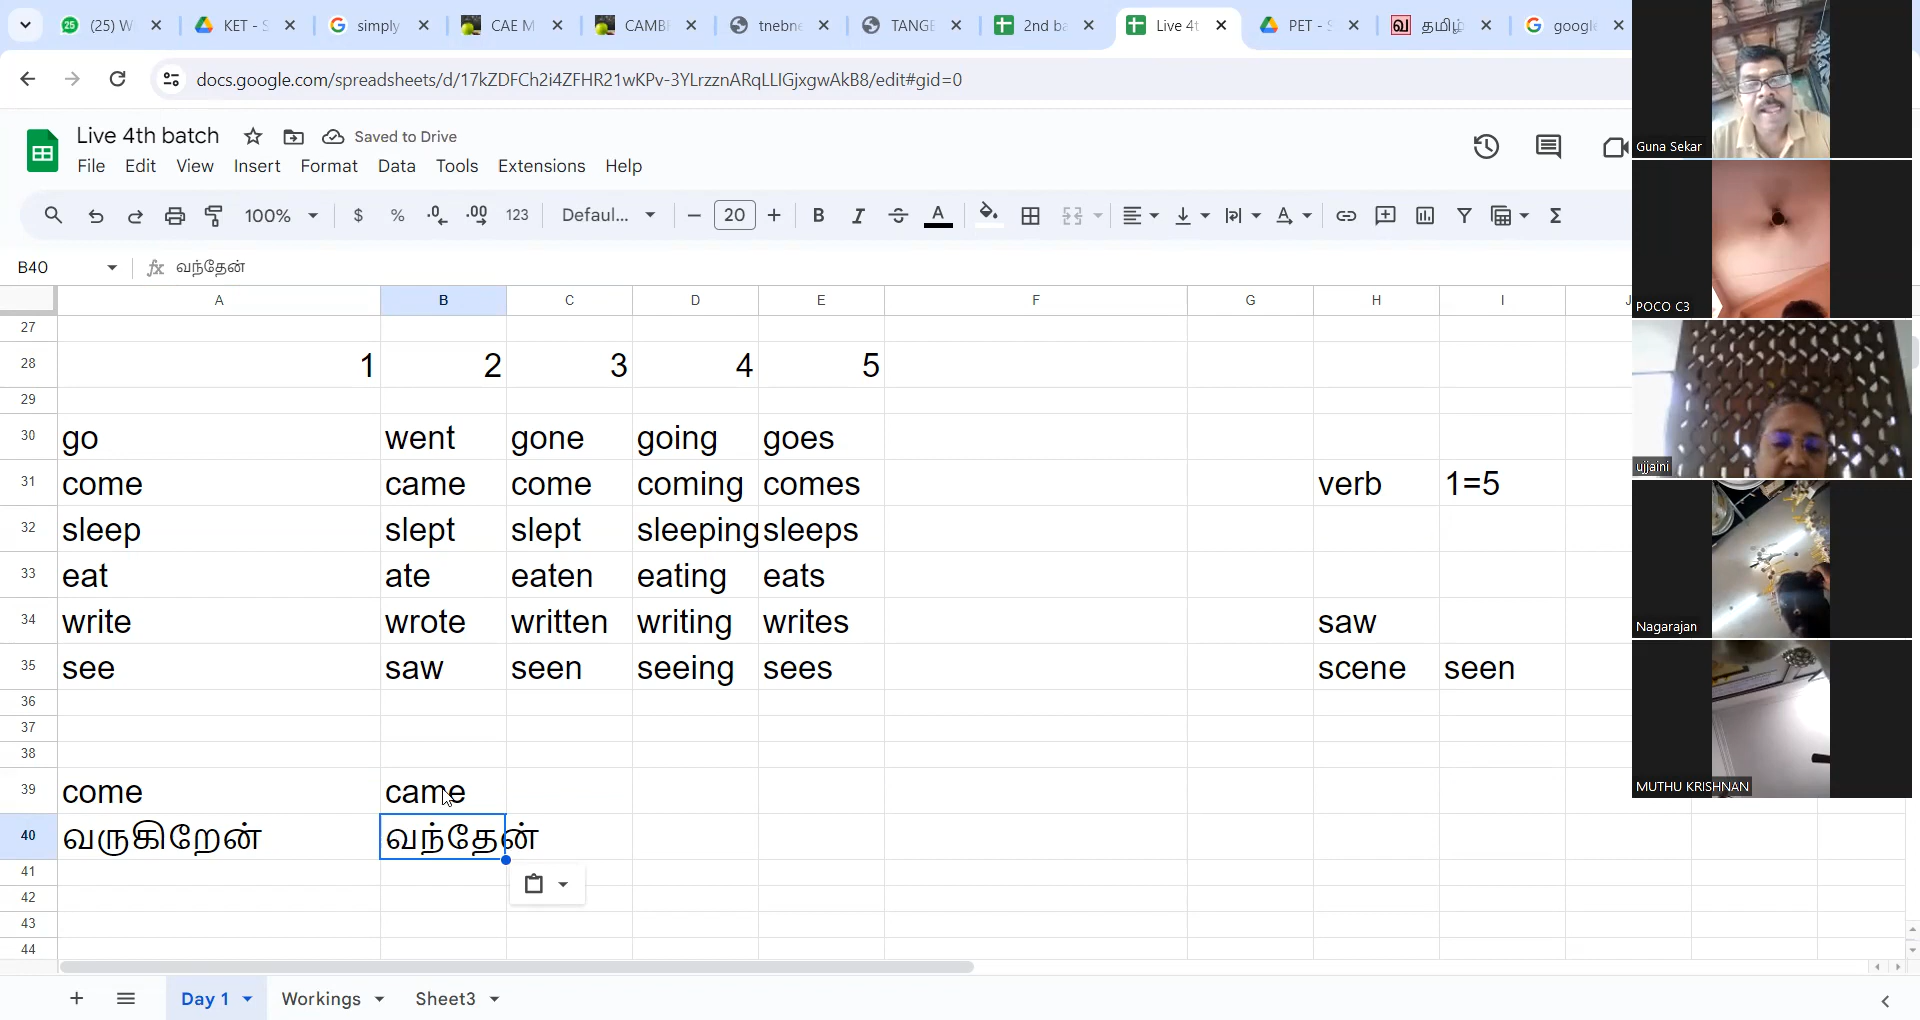 (25) W
KET - S
simply
CAE M
CAMBR
tnebne
TANGE
2nd ba
Live 4t
PET - S
தமிழ்
google
docs.google.com/spreadsheets/d/17kZDFCh2i4ZFHR21wKPv-3YLrzznARqLLlGjxgwAkB8/edit#gid=0
Live 4th batch
Saved to Drive
File Edit View Insert Format Data Tools Extensions Help
100% $ % .0 .00 123 Defaul... 20 B I A
B40 fx வந்தேன்
A B C D E F G H I J
27
28 1 2 3 4 5
29
30 go went gone going goes
31 come came come coming comes verb 1=5
32 sleep slept slept sleeping sleeps
33 eat ate eaten eating eats
34 write wrote written writing writes saw
35 see saw seen seeing sees scene seen
36
37
38
39 come came
40 வருகிறேன் வந்தேன்
41
42
43
44
Day 1 Workings Sheet3
Guna Sekar
POCO C3
ujjaini
Nagarajan
MUTHU KRISHNAN